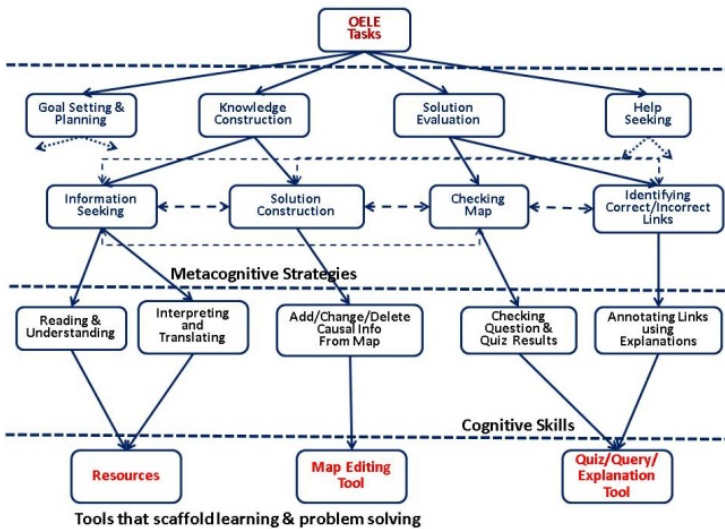 OELE
Tasks
Goal Setting &
Planning
Knowledge
Construction
Solution
Evaluation
Help
Seeking
Information
Seeking
Solution
Construction
Checking
Map
Identifying
Correct/Incorrect
Links
Metacognitive Strategies
Reading &
Understanding
Interpreting
and
Translating
Add/Change/Delete
Causal Info
From Map
Checking
Question &
Quiz Results
Annotating Links
using
Explanations
Cognitive Skills
Resources
Map Editing
Tool
Quiz/Query/
Explanation
Tool
Tools that scaffold learning & problem solving